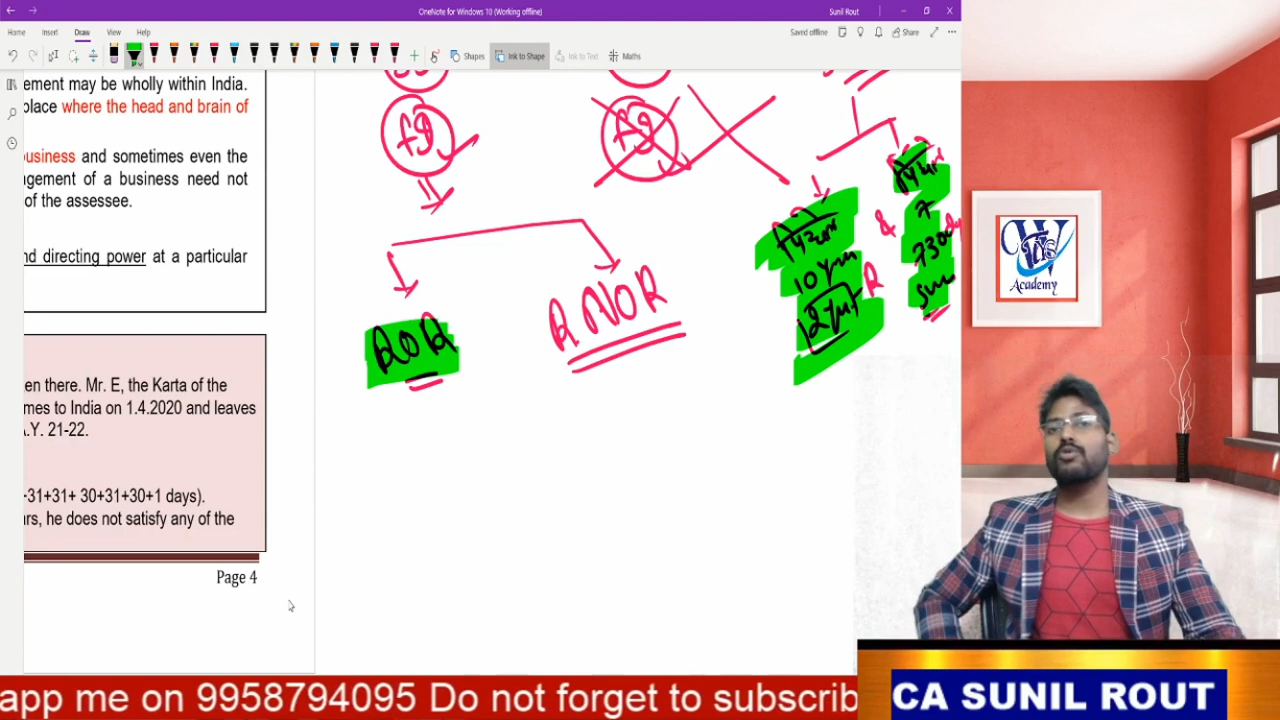 OneNote for Windows 10 (Working offline)
Sunil Rout
Home Insert Draw View Help
Saved offline
Share
Shapes
Ink to Shape
Ink to Text
Maths
ement may be wholly within India.
place where the head and brain of
business and sometimes even the
agement of a business need not
of the assessee.
nd directing power at a particular
en there. Mr. E, the Karta of the
mes to India on 1.4.2020 and leaves
A.Y. 21-22.
+31+31+ 30+31+30+1 days).
rs, he does not satisfy any of the
Page 4
ROR
RNOR
10
2
R
&
7
730
Academy
app me on 9958794095 Do not forget to subscrib
CA SUNIL ROUT